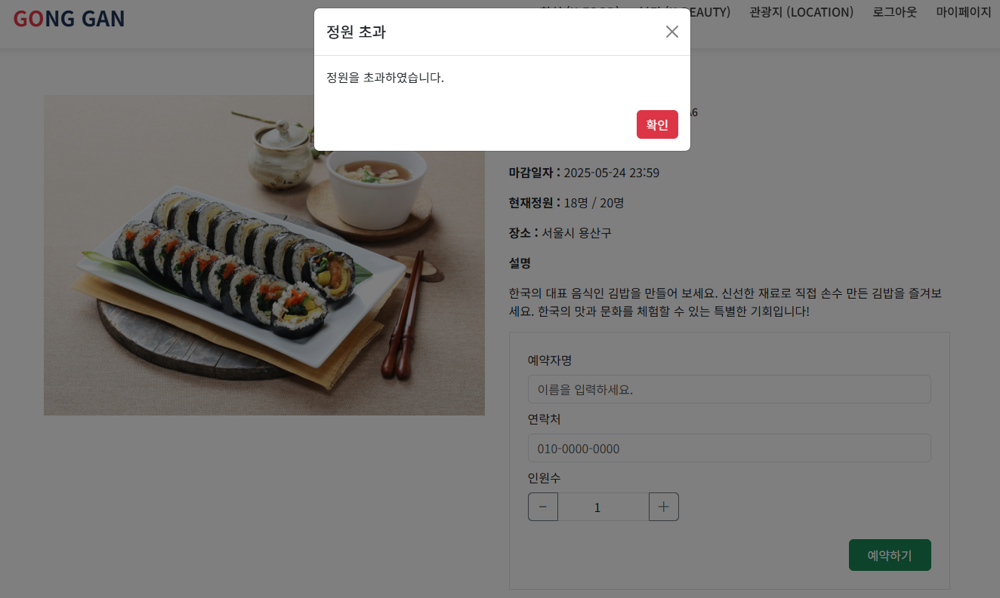 GONG GAN
관광지 (LOCATION)
로그아웃
마이페이지
정원 초과
정원을 초과하였습니다.
확인
마감일자 : 2025-05-24 23:59
현재정원 : 18명 / 20명
장소 : 서울시 용산구
설명
한국의 대표 음식인 김밥을 만들어 보세요. 신선한 재료로 직접 손수 만든 김밥을 즐겨보
세요. 한국의 맛과 문화를 체험할 수 있는 특별한 기회입니다!
예약자명
이름을 입력하세요.
연락처
010-0000-0000
인원수
− 1 +
예약하기